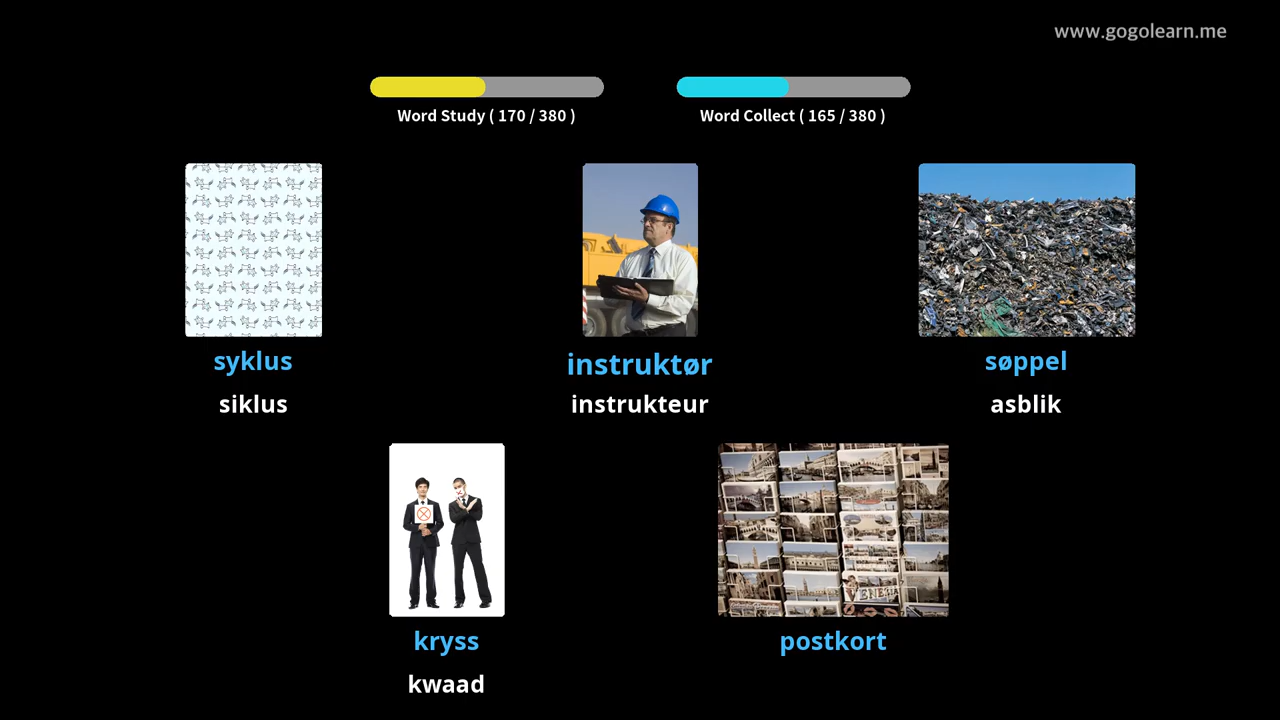 www.gogolearn.me
Word Study ( 170 / 380 )
Word Collect ( 165 / 380 )
syklus
instruktør
søppel
siklus
instrukteur
asblik
kryss
postkort
kwaad